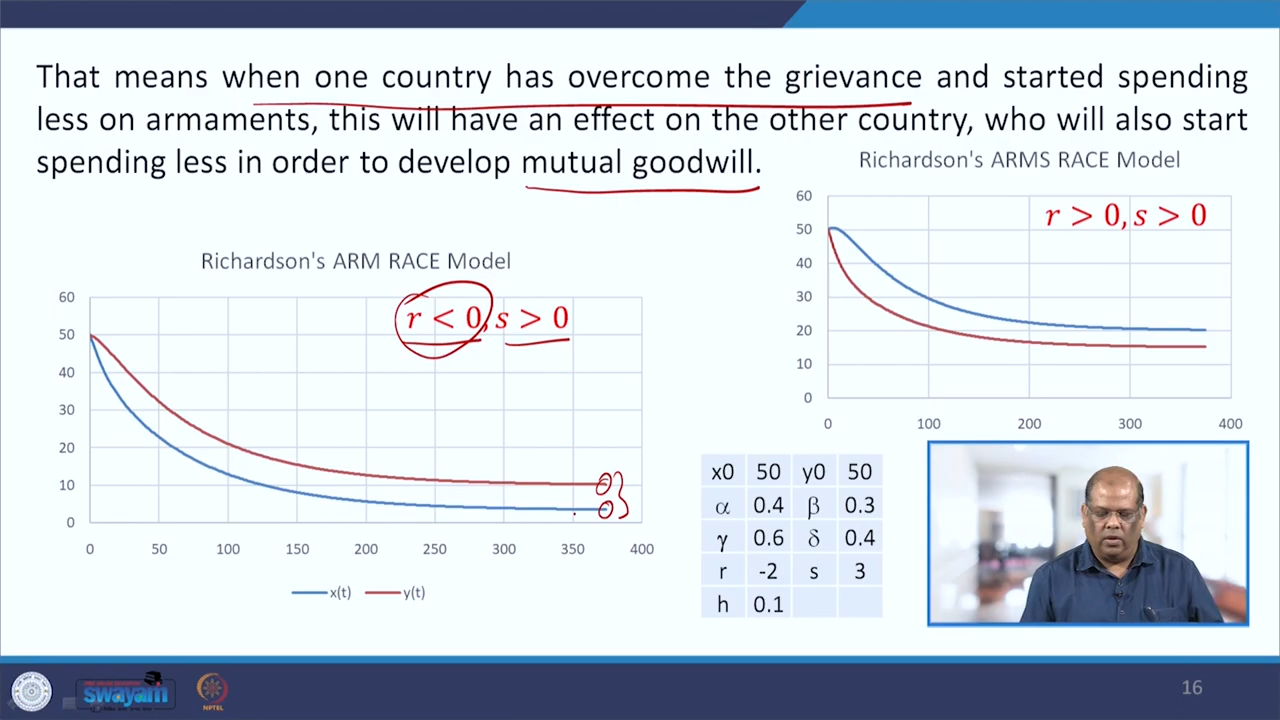 That means when one country has overcome the grievance and started spending
less on armaments, this will have an effect on the other country, who will also start
spending less in order to develop mutual goodwill.
Richardson's ARMS RACE Model
r > 0, s > 0
60
50
40
30
20
10
0
0 100 200 300 400
Richardson's ARM RACE Model
r < 0, s > 0
60
50
40
30
20
10
0
0 50 100 150 200 250 300 350 400
x(t) y(t)
x0 50 y0 50
α 0.4 β 0.3
γ 0.6 δ 0.4
r -2 s 3
h 0.1
swayam
NPTEL
16